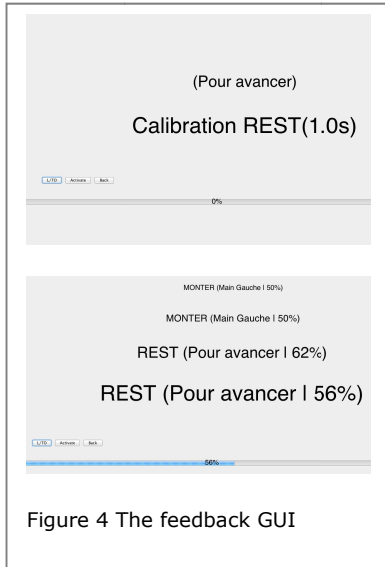 (Pour avancer)
Calibration REST(1.0s)
L/TD Activate Back
0%
MONTER (Main Gauche | 50%)
MONTER (Main Gauche | 50%)
REST (Pour avancer | 62%)
REST (Pour avancer | 56%)
L/TD Activate Back
56%
Figure 4 The feedback GUI